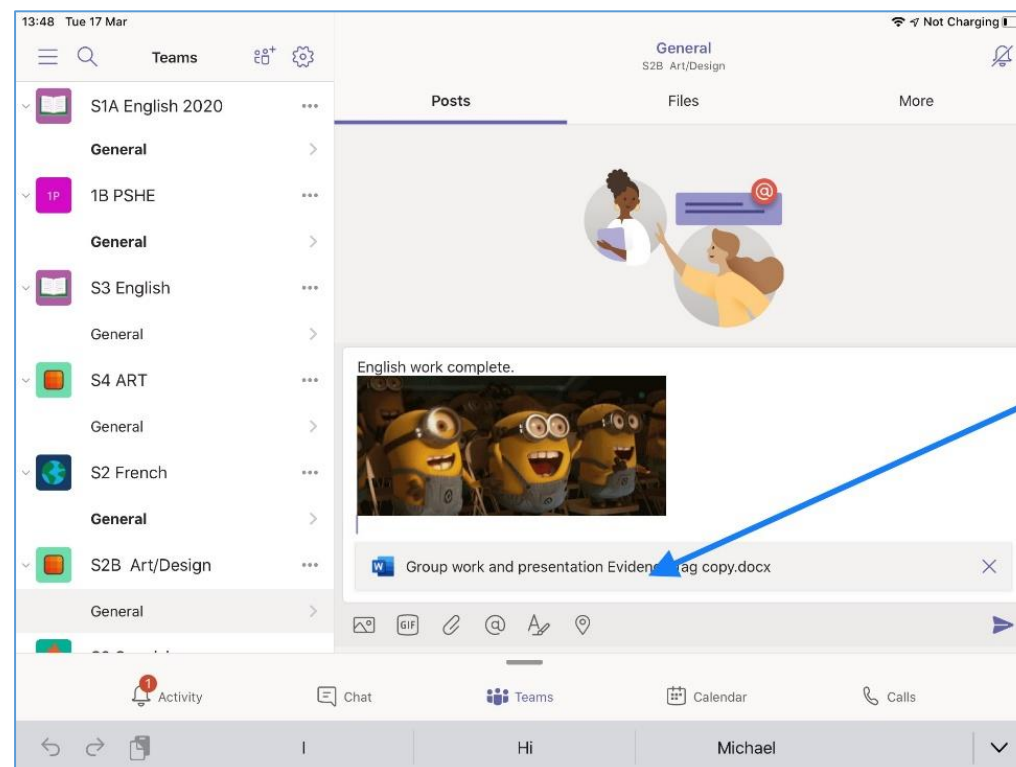 13:48 Tue 17 Mar
Not Charging
Teams
General
S2B Art/Design
Posts
Files
More
S1A English 2020
General
1P
1B PSHE
General
S3 English
General
S4 ART
General
S2 French
General
S2B Art/Design
General
@
English work complete.
Group work and presentation Evidenc ag copy.docx
GIF
@
1
Activity
Chat
Teams
Calendar
Calls
I
Hi
Michael